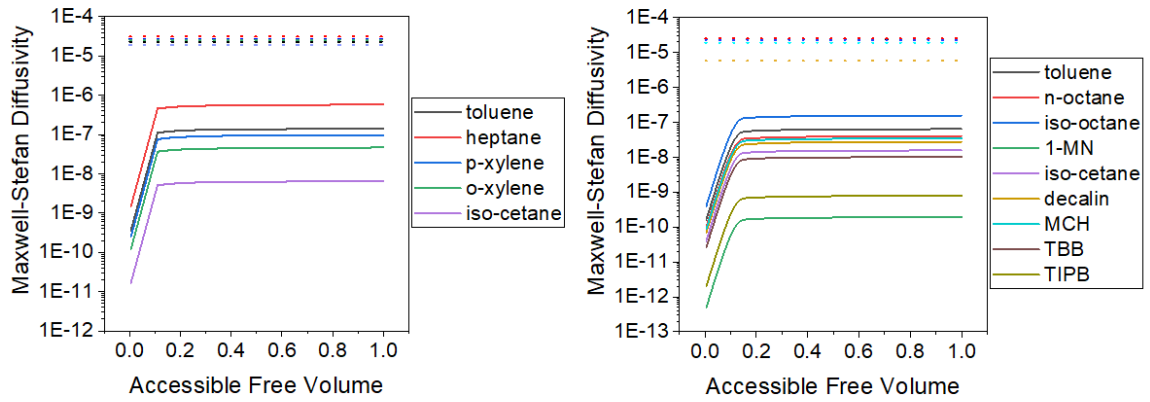 1E-4
1E-5
1E-6
1E-7
1E-8
1E-9
1E-10
1E-11
1E-12
Maxwell-Stefan Diffusivity
0.0 0.2 0.4 0.6 0.8 1.0
Accessible Free Volume
toluene
heptane
p-xylene
o-xylene
iso-cetane
1E-4
1E-5
1E-6
1E-7
1E-8
1E-9
1E-10
1E-11
1E-12
1E-13
Maxwell-Stefan Diffusivity
0.0 0.2 0.4 0.6 0.8 1.0
Accessible Free Volume
toluene
n-octane
iso-octane
1-MN
iso-cetane
decalin
MCH
TBB
TIPB